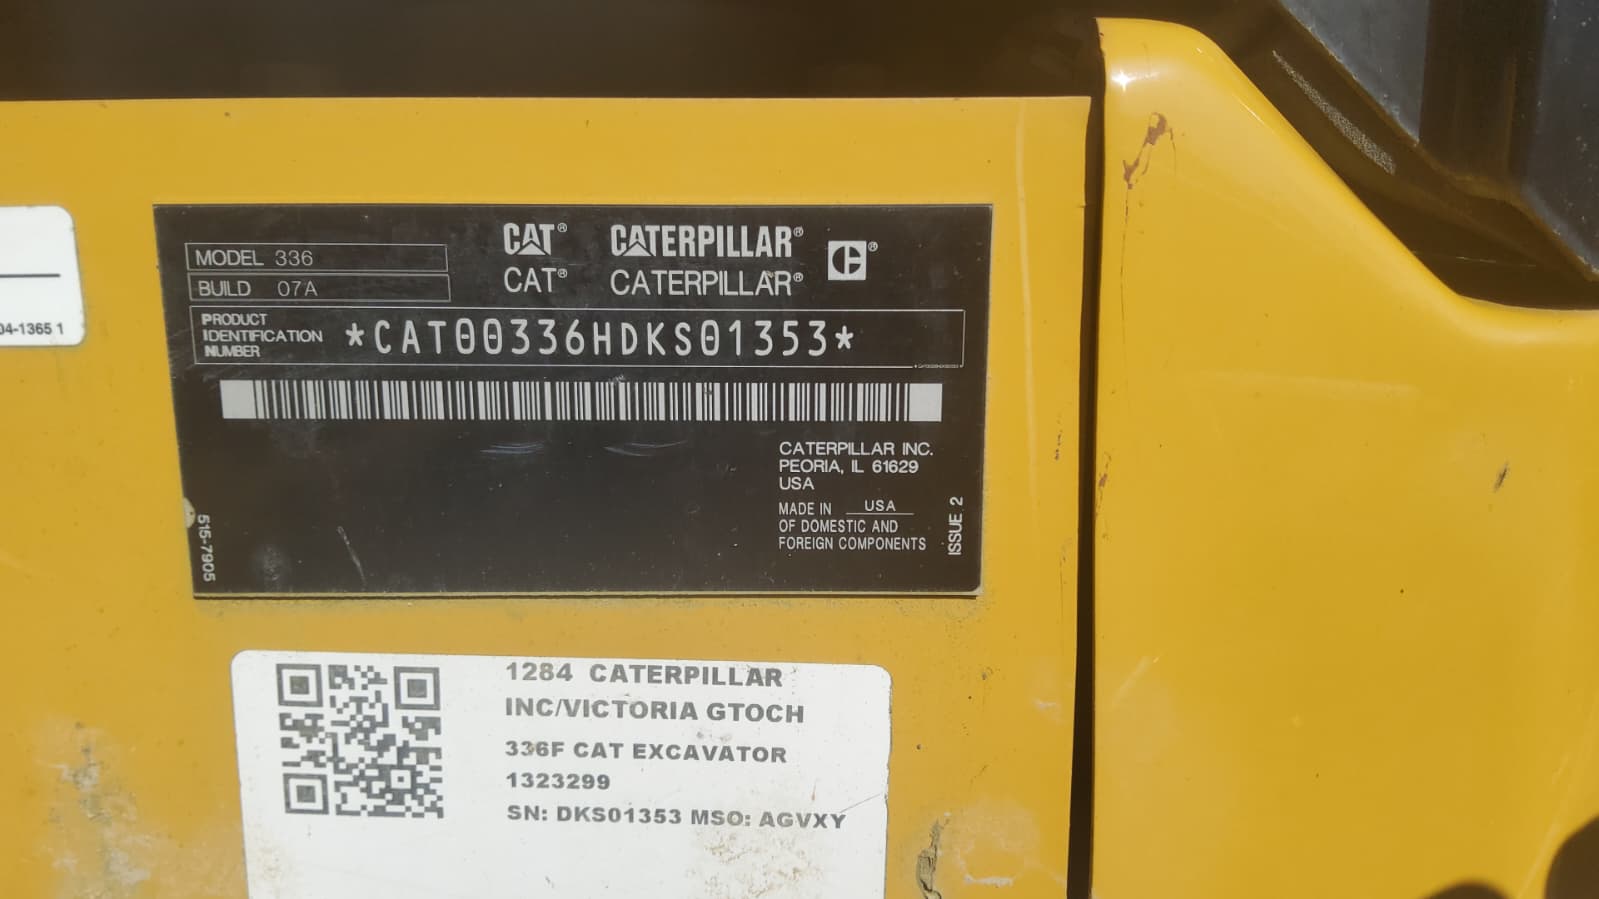 MODEL 336
BUILD 07A
CAT® CATERPILLAR®
CAT® CATERPILLAR®
PRODUCT
IDENTIFICATION
NUMBER
*CAT00336HDKS01353*
CATERPILLAR INC.
PEORIA, IL 61629
USA
MADE IN USA
OF DOMESTIC AND
FOREIGN COMPONENTS
ISSUE 2
515-7905
04-1365 1
1284 CATERPILLAR
INC/VICTORIA GTOCH
336F CAT EXCAVATOR
1323299
SN: DKS01353 MSO: AGVXY